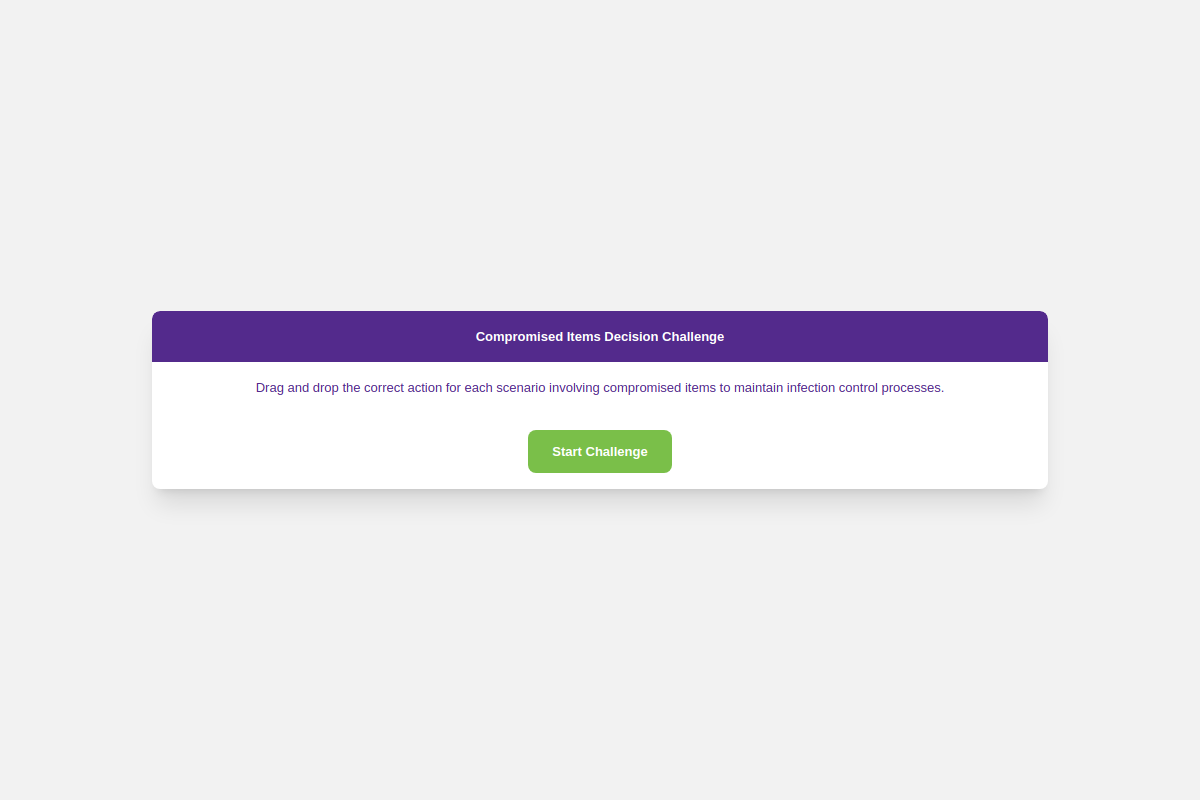 Compromised Items Decision Challenge
Drag and drop the correct action for each scenario involving compromised items to maintain infection control processes.
Start Challenge